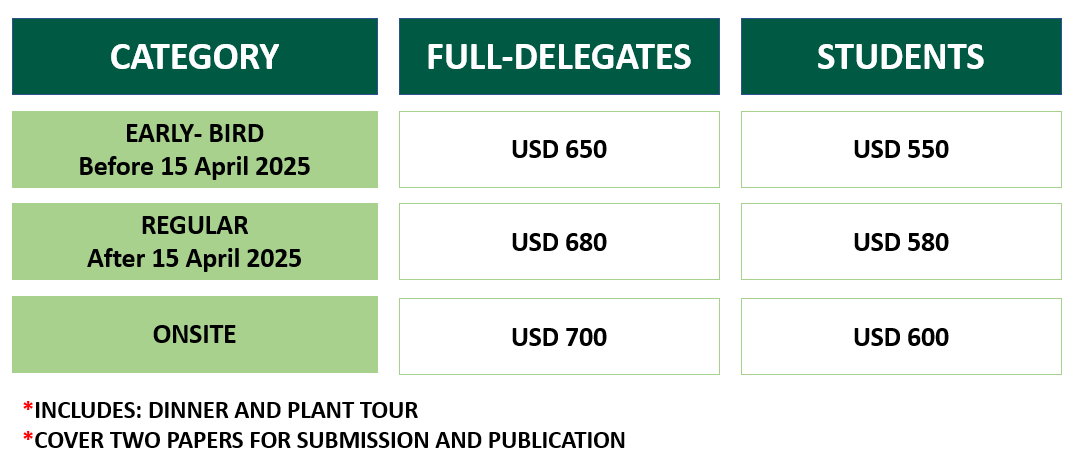 CATEGORY FULL-DELEGATES STUDENTS
EARLY- BIRD
Before 15 April 2025
USD 650 USD 550
REGULAR
After 15 April 2025
USD 680 USD 580
ONSITE USD 700 USD 600
*INCLUDES: DINNER AND PLANT TOUR
*COVER TWO PAPERS FOR SUBMISSION AND PUBLICATION